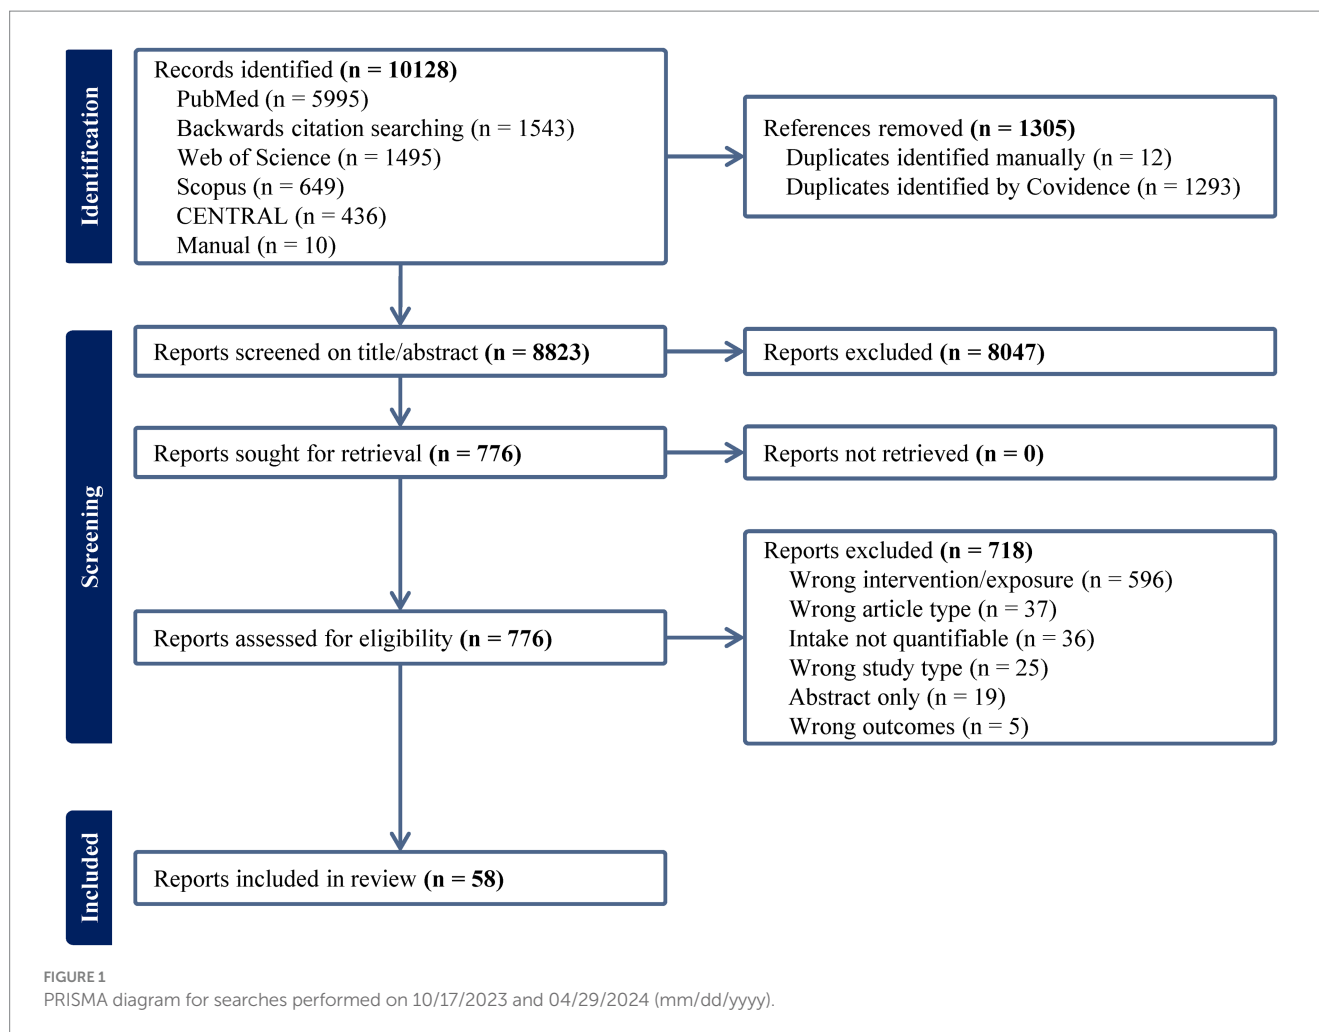 Identification
Records identified (n = 10128)
PubMed (n = 5995)
Backwards citation searching (n = 1543)
Web of Science (n = 1495)
Scopus (n = 649)
CENTRAL (n = 436)
Manual (n = 10)
References removed (n = 1305)
Duplicates identified manually (n = 12)
Duplicates identified by Covidence (n = 1293)
Screening
Reports screened on title/abstract (n = 8823)
Reports excluded (n = 8047)
Reports sought for retrieval (n = 776)
Reports not retrieved (n = 0)
Reports assessed for eligibility (n = 776)
Reports excluded (n = 718)
Wrong intervention/exposure (n = 596)
Wrong article type (n = 37)
Intake not quantifiable (n = 36)
Wrong study type (n = 25)
Abstract only (n = 19)
Wrong outcomes (n = 5)
Included
Reports included in review (n = 58)
FIGURE 1
PRISMA diagram for searches performed on 10/17/2023 and 04/29/2024 (mm/dd/yyyy).